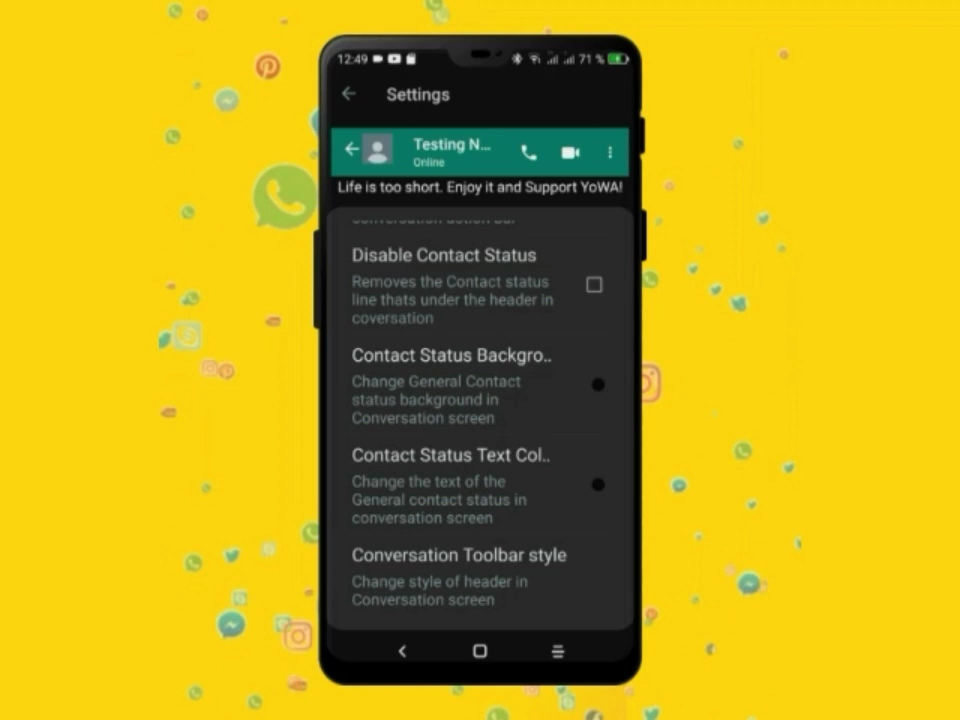 12:49 71 %
Settings
Testing N...
Online
Life is too short. Enjoy it and Support YoWA!
Conversation action bar
Disable Contact Status
Removes the Contact status
line thats under the header in
coversation
Contact Status Backgro..
Change General Contact
status background in
Conversation screen
Contact Status Text Col..
Change the text of the
General contact status in
conversation screen
Conversation Toolbar style
Change style of header in
Conversation screen